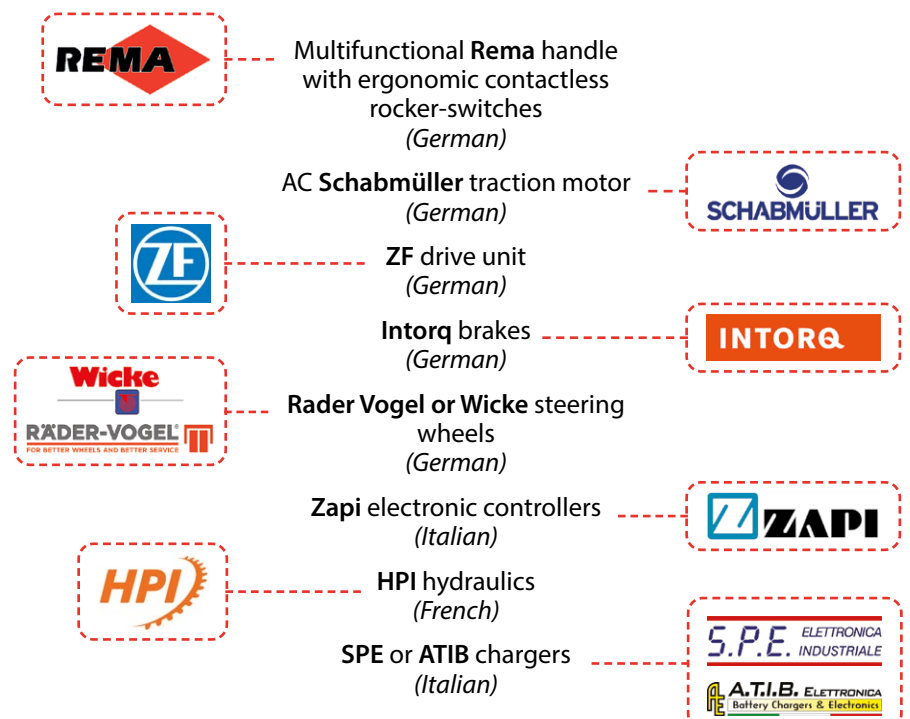 REMA
Multifunctional Rema handle
with ergonomic contactless
rocker-switches
(German)
AC Schabmüller traction motor
(German)
SCHABMÜLLER
ZF
ZF drive unit
(German)
Intorq brakes
(German)
INTORQ
Wicke
RÄDER-VOGEL®
FOR BETTER WHEELS AND BETTER SERVICE
Rader Vogel or Wicke steering
wheels
(German)
Zapi electronic controllers
(Italian)
ZAPI
HPI
HPI hydraulics
(French)
SPE or ATIB chargers
(Italian)
S.P.E. ELETTRONICA
INDUSTRIALE
A.T.I.B. ELETTRONICA
Battery Chargers & Electronics